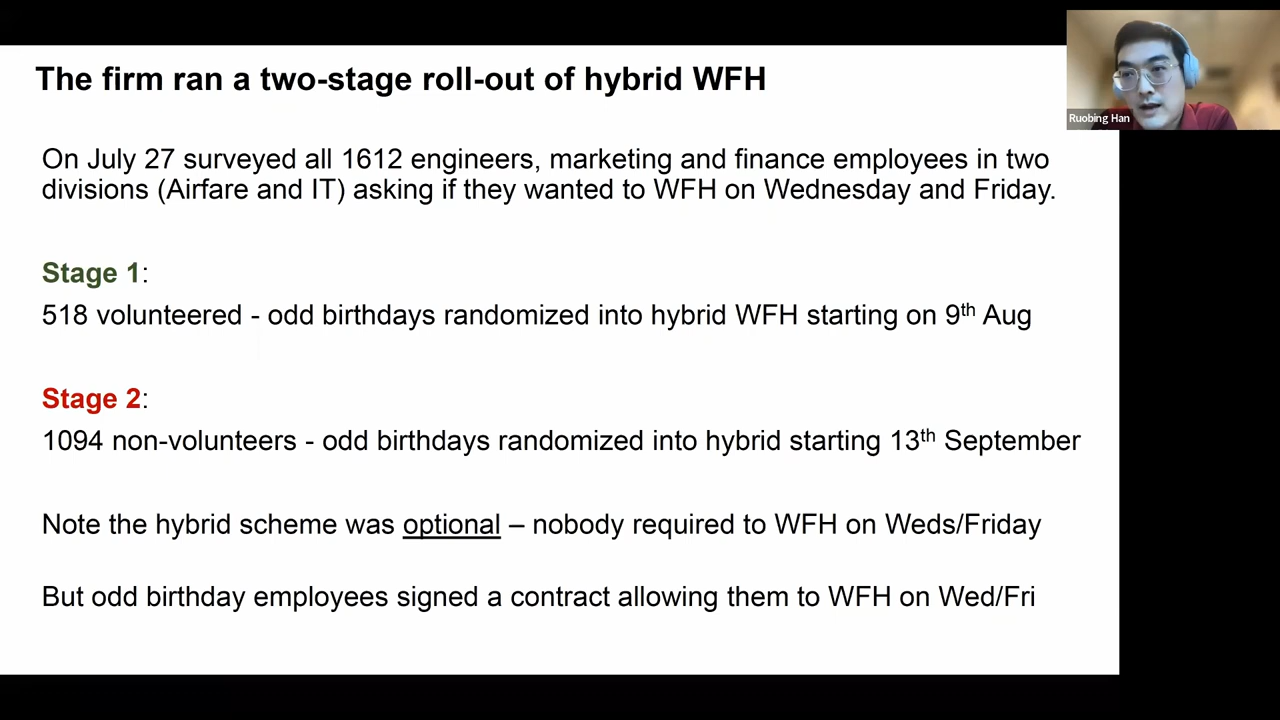 The firm ran a two-stage roll-out of hybrid WFH
Ruobing Han
On July 27 surveyed all 1612 engineers, marketing and finance employees in two
divisions (Airfare and IT) asking if they wanted to WFH on Wednesday and Friday.
Stage 1:
518 volunteered - odd birthdays randomized into hybrid WFH starting on 9th Aug
Stage 2:
1094 non-volunteers - odd birthdays randomized into hybrid starting 13th September
Note the hybrid scheme was optional – nobody required to WFH on Weds/Friday
But odd birthday employees signed a contract allowing them to WFH on Wed/Fri